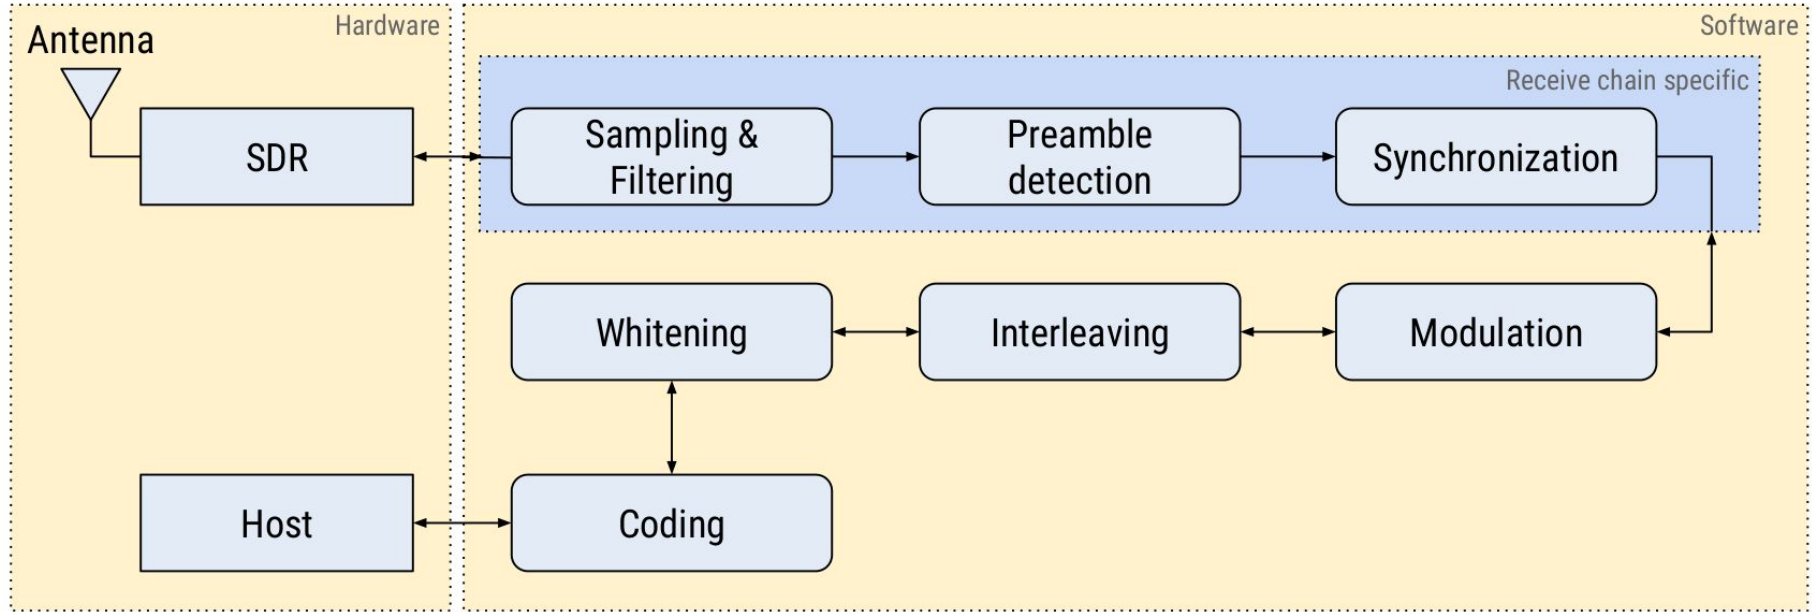 Hardware
Software
Antenna
Receive chain specific
SDR
Sampling &
Filtering
Preamble
detection
Synchronization
Whitening
Interleaving
Modulation
Host
Coding